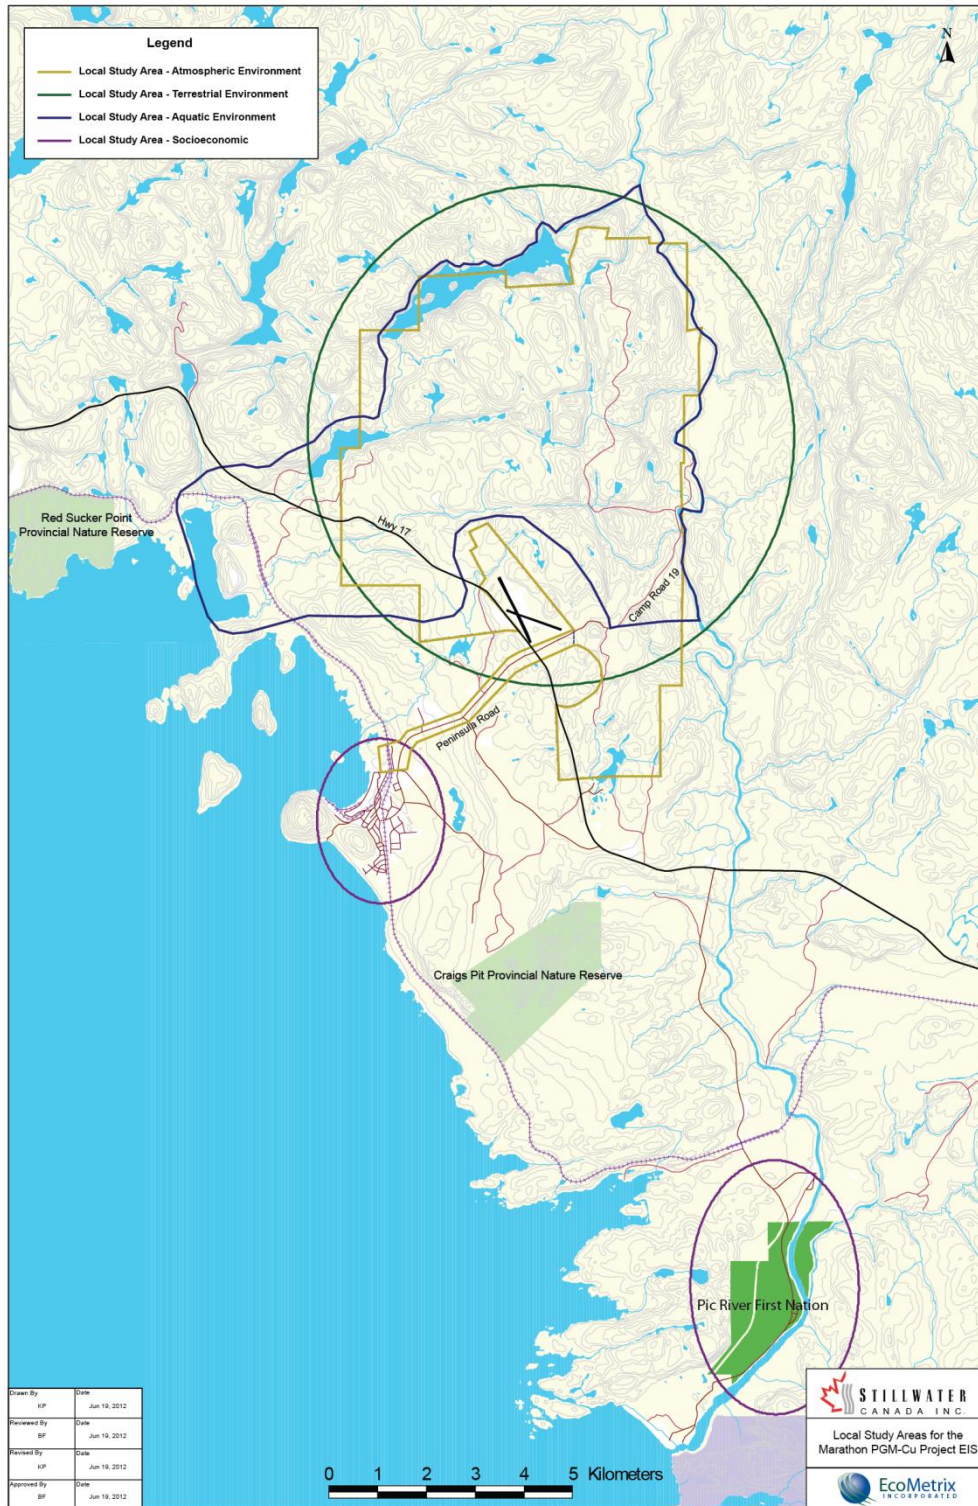 Legend
Local Study Area - Atmospheric Environment
Local Study Area - Terrestrial Environment
Local Study Area - Aquatic Environment
Local Study Area - Socioeconomic
N
Red Sucker Point
Provincial Nature Reserve
Hwy 17
Camp Road 19
Peninsula Road
Craigs Pit Provincial Nature Reserve
Pic River First Nation
Drawn By Date
KP Jun 19, 2012
Reviewed By Date
BF Jun 19, 2012
Revised By Date
KP Jun 19, 2012
Approved By Date
BF Jun 19, 2012
0 1 2 3 4 5 Kilometers
STILLWATER
CANADA INC.
Local Study Areas for the
Marathon PGM-Cu Project EIS
EcoMetrix
INCORPORATED